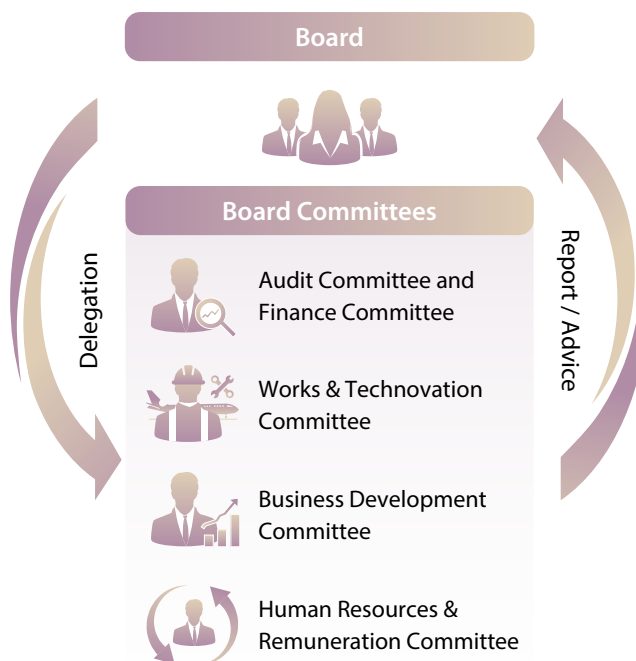 Board
Board Committees
Delegation
Report / Advice
Audit Committee and
Finance Committee
Works & Technovation
Committee
Business Development
Committee
Human Resources &
Remuneration Committee